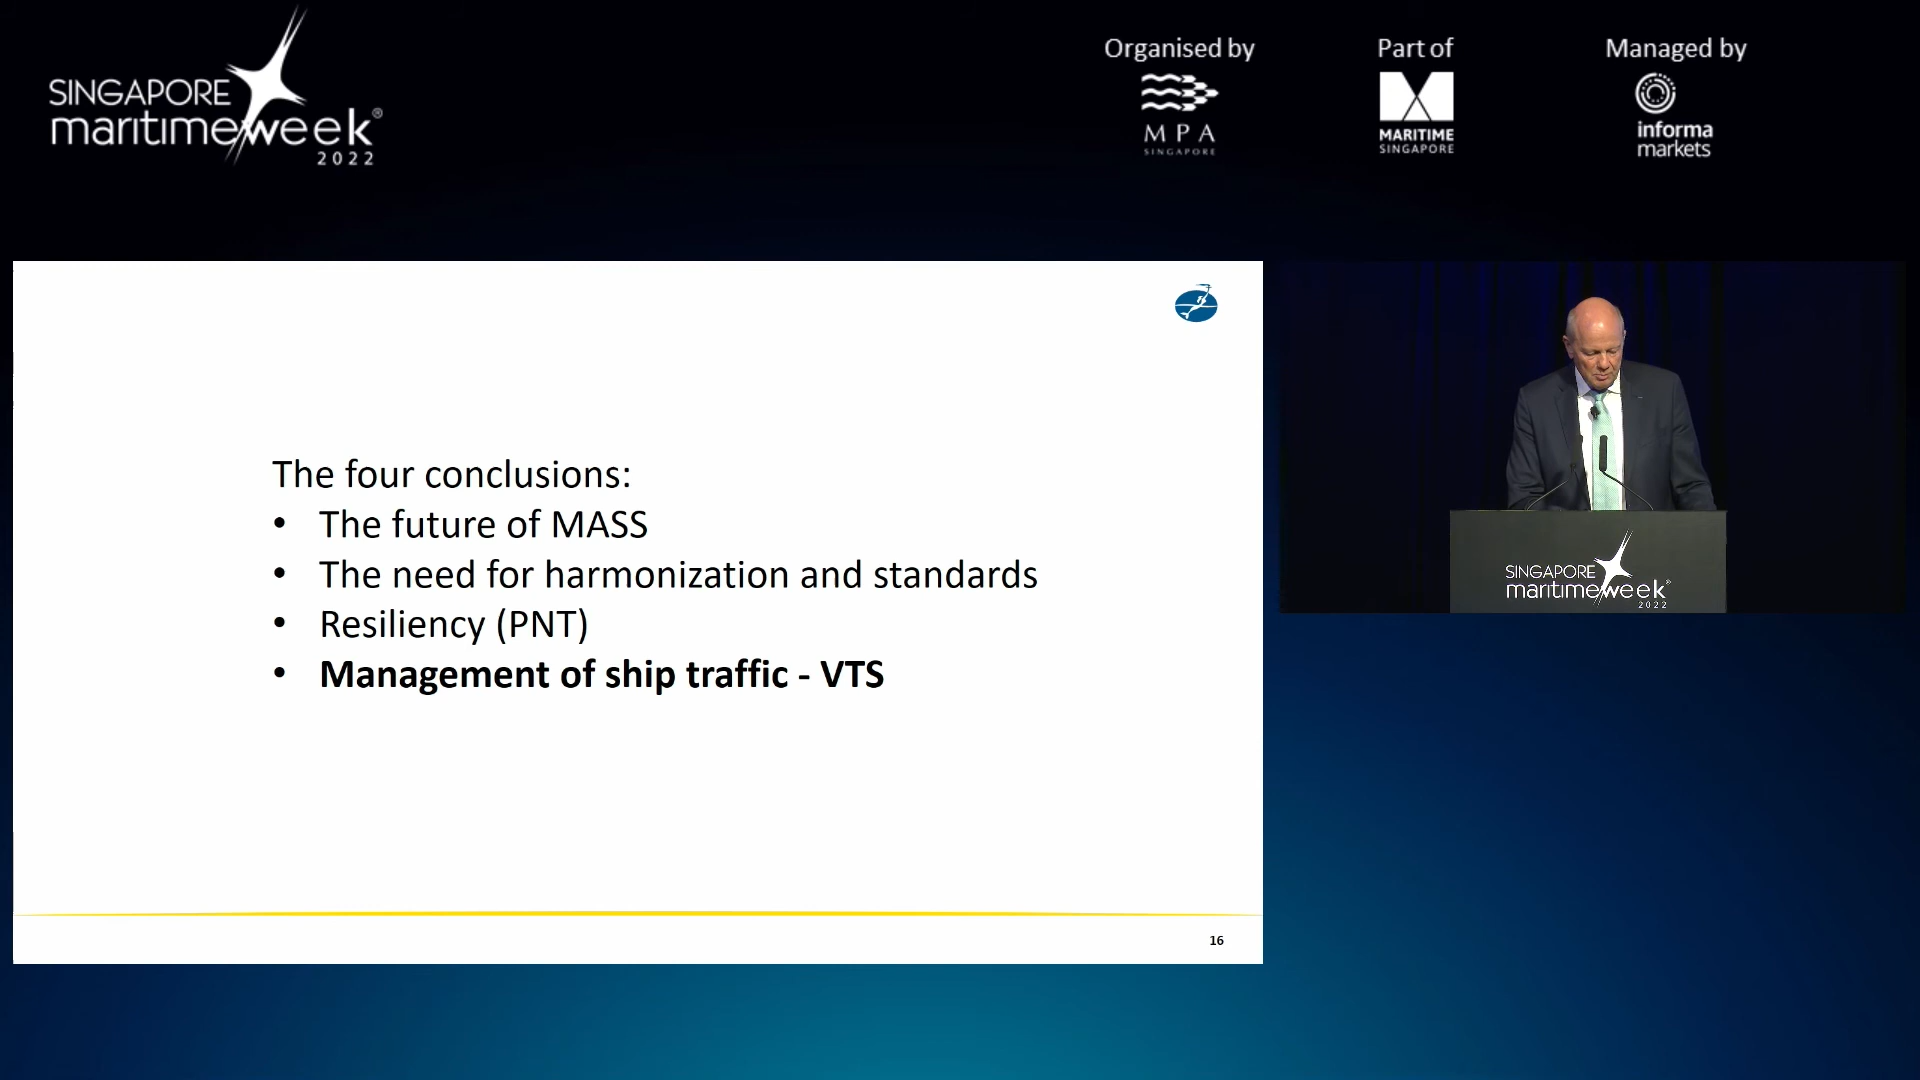 SINGAPORE
maritimeweek®
2022
Organised by
MPA
SINGAPORE
Part of
MARITIME
SINGAPORE
Managed by
informa
markets
The four conclusions:
• The future of MASS
• The need for harmonization and standards
• Resiliency (PNT)
• Management of ship traffic - VTS
16
SINGAPORE
maritimeweek®
2022